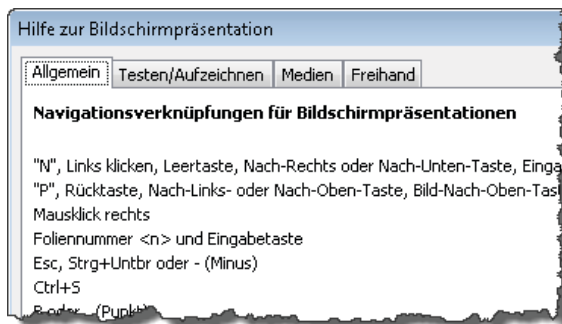 Hilfe zur Bildschirmpräsentation
Allgemein Testen/Aufzeichnen Medien Freihand
Navigationsverknüpfungen für Bildschirmpräsentationen
"N", Links klicken, Leertaste, Nach-Rechts oder Nach-Unten-Taste, Einga
"P", Rücktaste, Nach-Links- oder Nach-Oben-Taste, Bild-Nach-Oben-Tas
Mausklick rechts
Foliennummer <n> und Eingabetaste
Esc, Strg+Untbr oder - (Minus)
Ctrl+S
B oder . (Punkt)